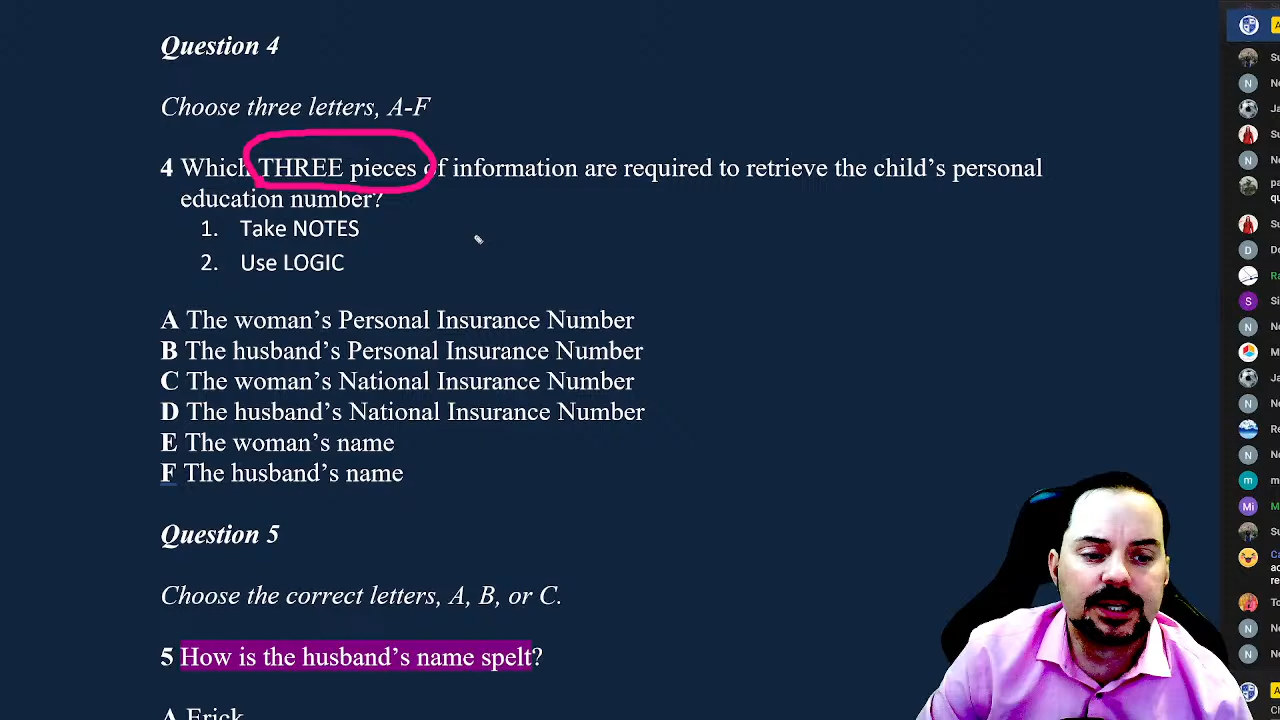 Question 4
Choose three letters, A-F
4 Which THREE pieces of information are required to retrieve the child's personal
education number?
1. Take NOTES
2. Use LOGIC
A The woman's Personal Insurance Number
B The husband's Personal Insurance Number
C The woman's National Insurance Number
D The husband's National Insurance Number
E The woman's name
F The husband's name
Question 5
Choose the correct letters, A, B, or C.
5 How is the husband's name spelt?
A Erick